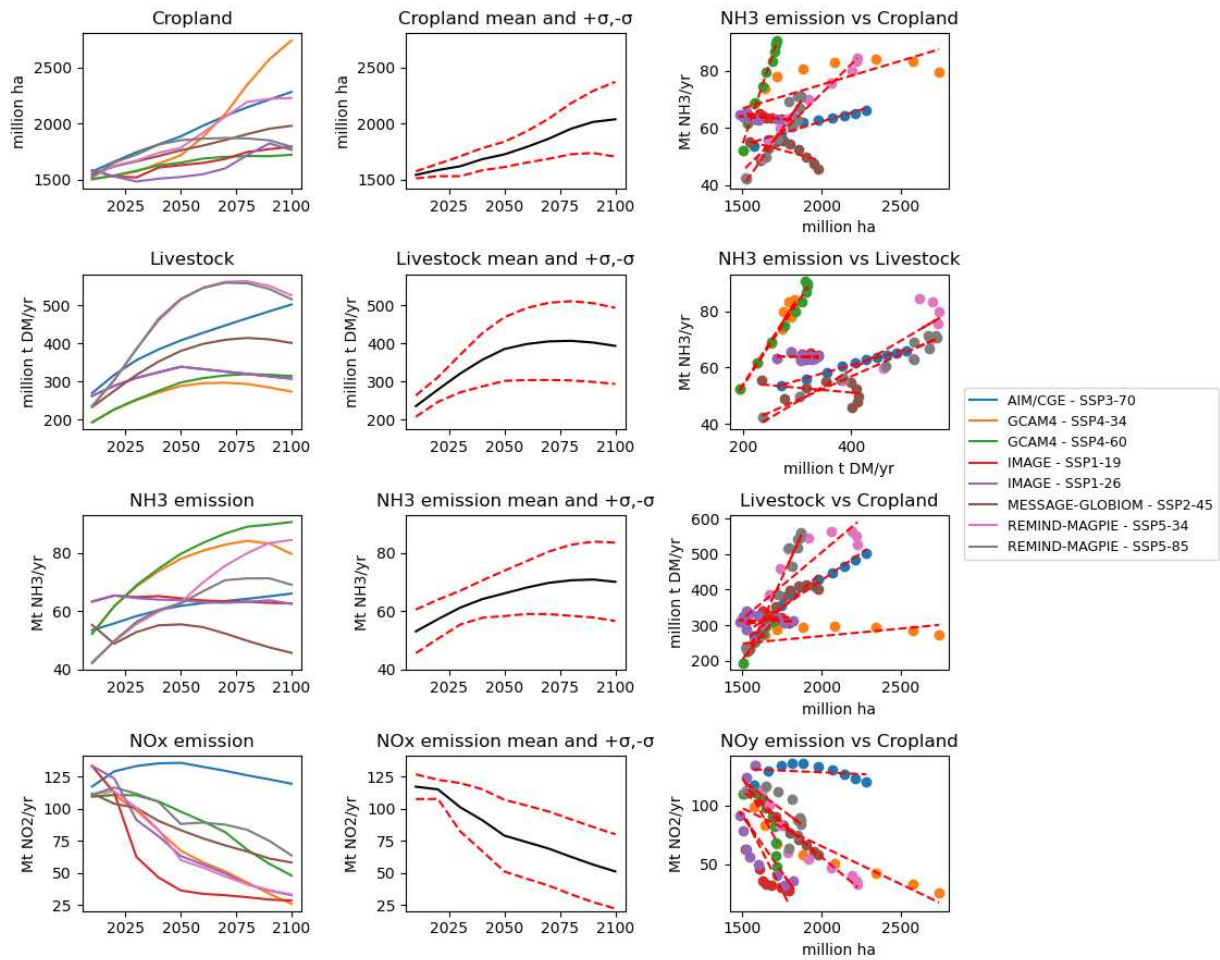 Cropland
Cropland mean and +σ,-σ
NH3 emission vs Cropland
million ha
2500
2000
1500
2025 2050 2075 2100
million ha
2500
2000
1500
2025 2050 2075 2100
Mt NH3/yr
80
60
40
1500 2000 2500
million ha
Livestock
Livestock mean and +σ,-σ
NH3 emission vs Livestock
million t DM/yr
500
400
300
200
2025 2050 2075 2100
million t DM/yr
500
400
300
200
2025 2050 2075 2100
Mt NH3/yr
80
60
40
200 400
million t DM/yr
AIM/CGE - SSP3-70
GCAM4 - SSP4-34
GCAM4 - SSP4-60
IMAGE - SSP1-19
IMAGE - SSP1-26
MESSAGE-GLOBIOM - SSP2-45
REMIND-MAGPIE - SSP5-34
REMIND-MAGPIE - SSP5-85
NH3 emission
NH3 emission mean and +σ,-σ
Livestock vs Cropland
Mt NH3/yr
80
60
40
2025 2050 2075 2100
Mt NH3/yr
80
60
40
2025 2050 2075 2100
million t DM/yr
600
500
400
300
200
1500 2000 2500
million ha
NOx emission
NOx emission mean and +σ,-σ
NOy emission vs Cropland
Mt NO2/yr
125
100
75
50
25
2025 2050 2075 2100
Mt NO2/yr
125
100
75
50
25
2025 2050 2075 2100
Mt NO2/yr
100
50
1500 2000 2500
million ha